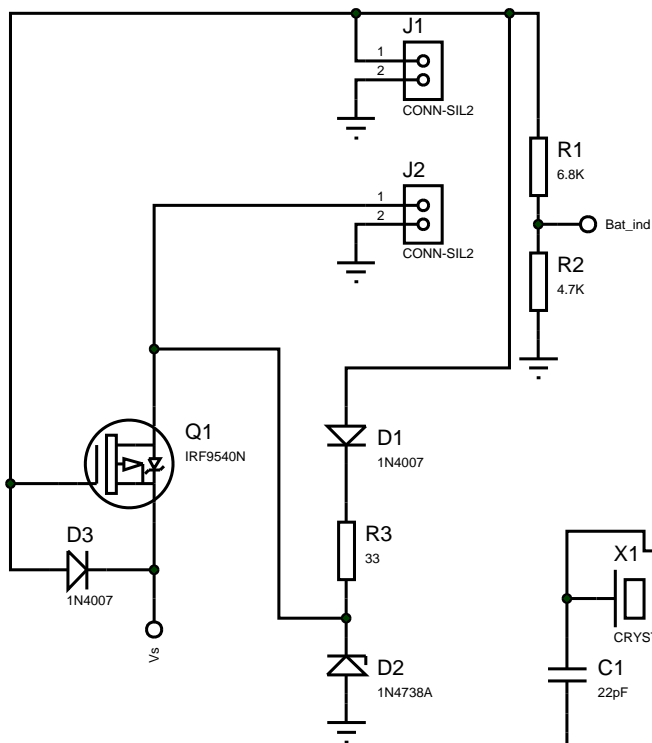 J1
1
2
CONN-SIL2
R1
6.8K
J2
1
2
CONN-SIL2
Bat_ind
R2
4.7K
Q1
IRF9540N
D1
1N4007
D3
1N4007
R3
33
X1
CRYST
Vs
D2
1N4738A
C1
22pF